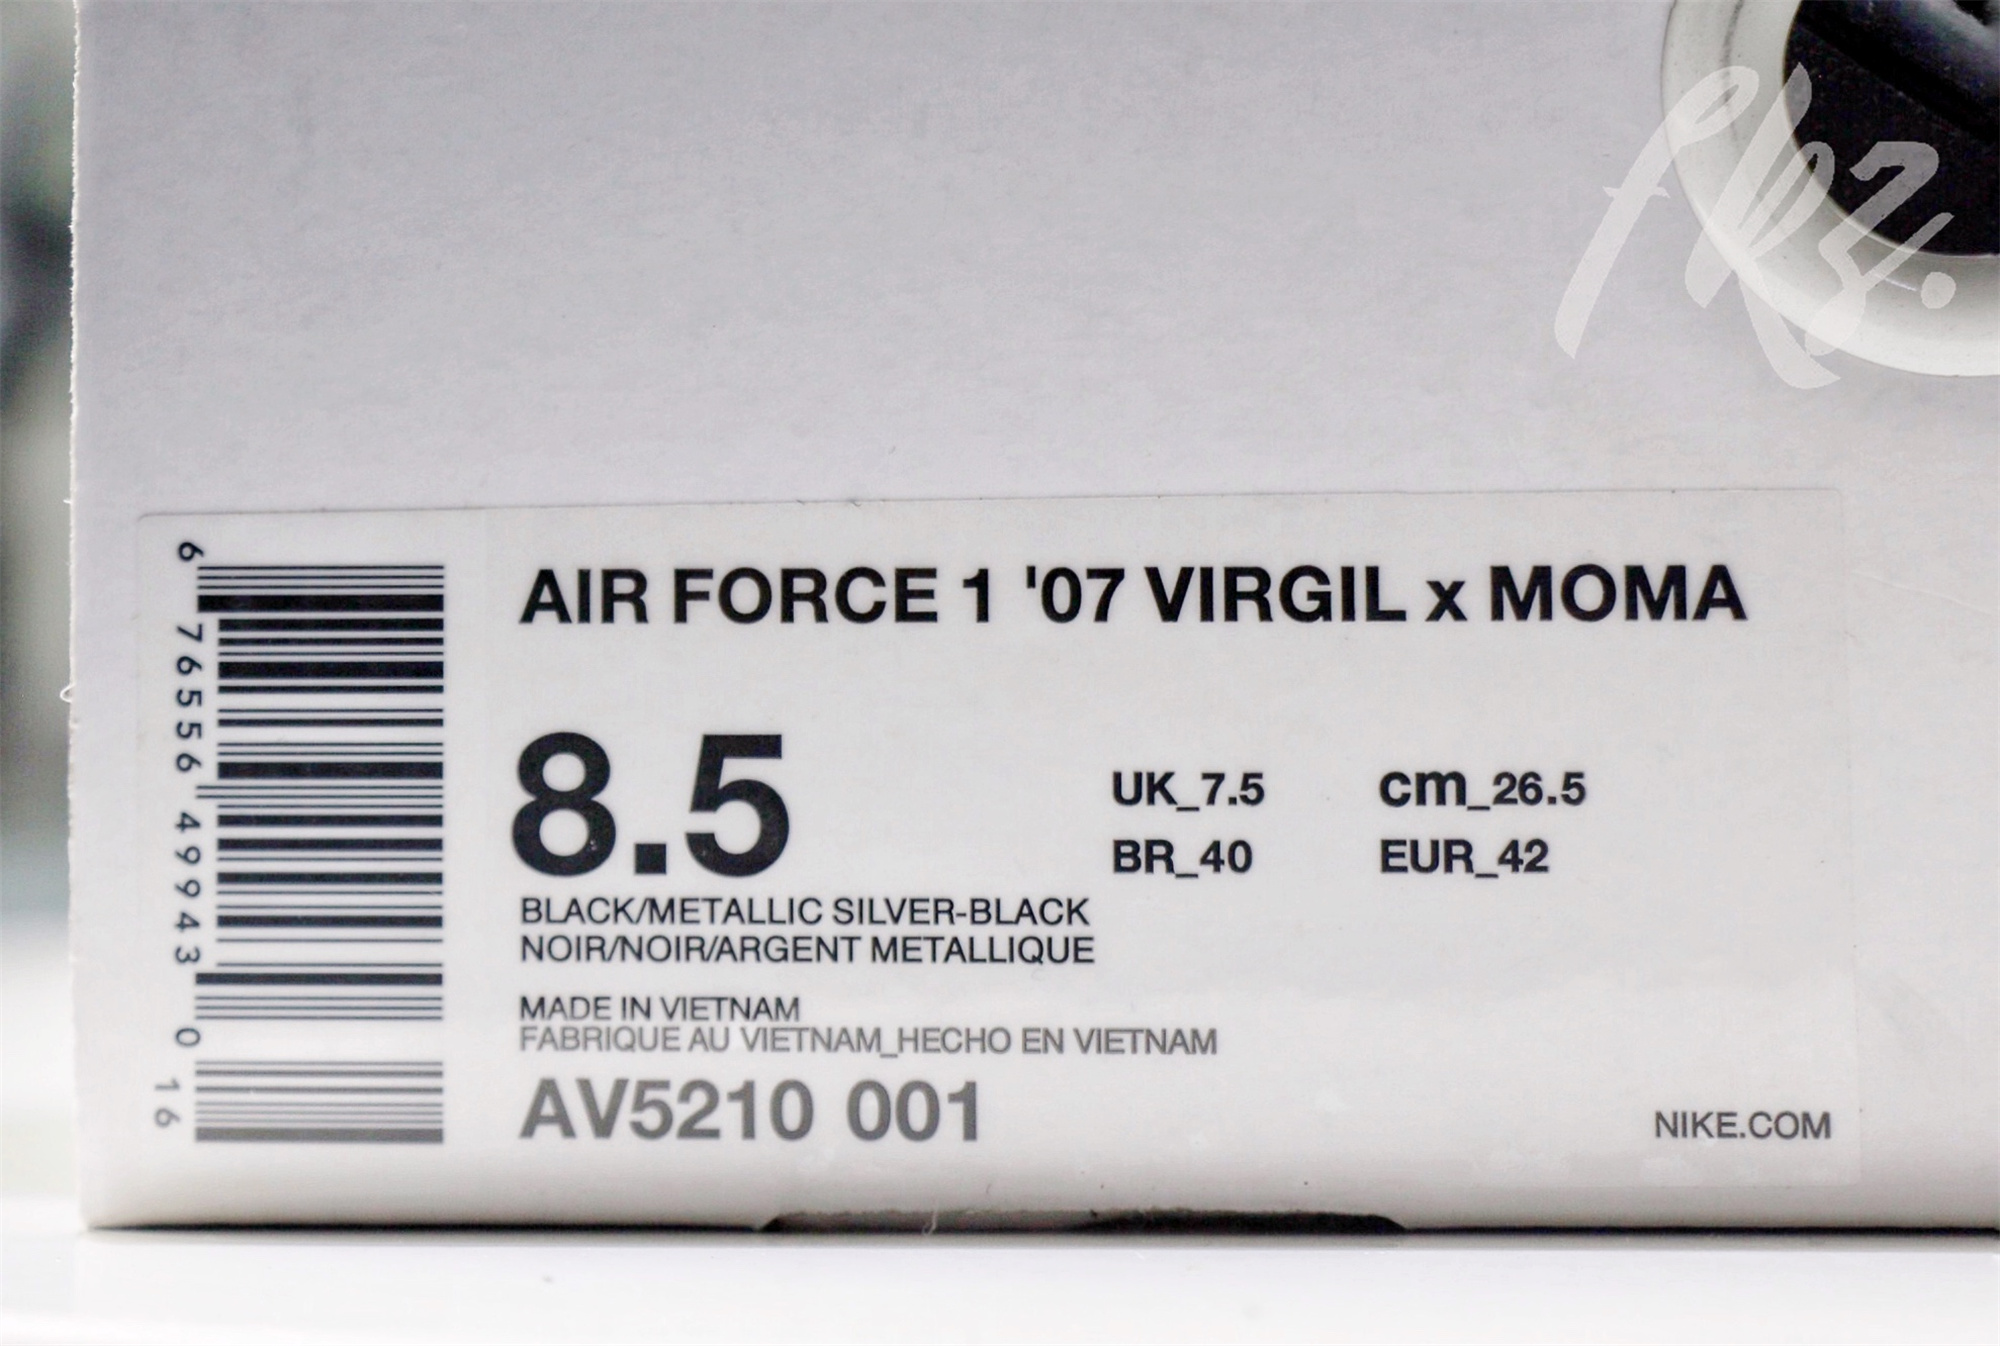 AIR FORCE 1 '07 VIRGIL x MOMA
8.5
UK_7.5 cm_26.5
BR_40 EUR_42
BLACK/METALLIC SILVER-BLACK
NOIR/NOIR/ARGENT METALLIQUE
MADE IN VIETNAM
FABRIQUE AU VIETNAM_HECHO EN VIETNAM
AV5210 001
NIKE.COM
6 76556 49943 0 16